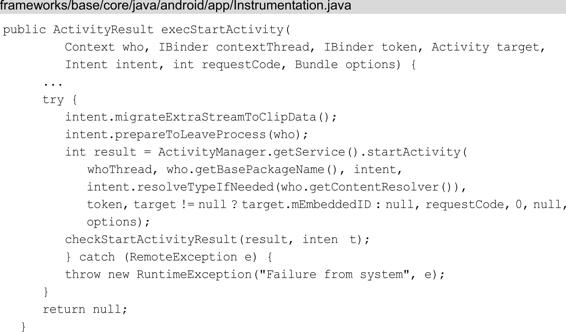 frameworks/base/core/java/android/app/Instrumentation.java
public ActivityResult execStartActivity(
Context who, IBinder contextThread, IBinder token, Activity target,
Intent intent, int requestCode, Bundle options) {
...
try {
intent.migrateExtraStreamToClipData();
intent.prepareToLeaveProcess(who);
int result = ActivityManager.getService().startActivity(
whoThread, who.getBasePackageName(), intent,
intent.resolveTypeIfNeeded(who.getContentResolver()),
token, target != null ? target.mEmbeddedID : null, requestCode, 0, null,
options);
checkStartActivityResult(result, inten t);
} catch (RemoteException e) {
throw new RuntimeException("Failure from system", e);
}
return null;
}